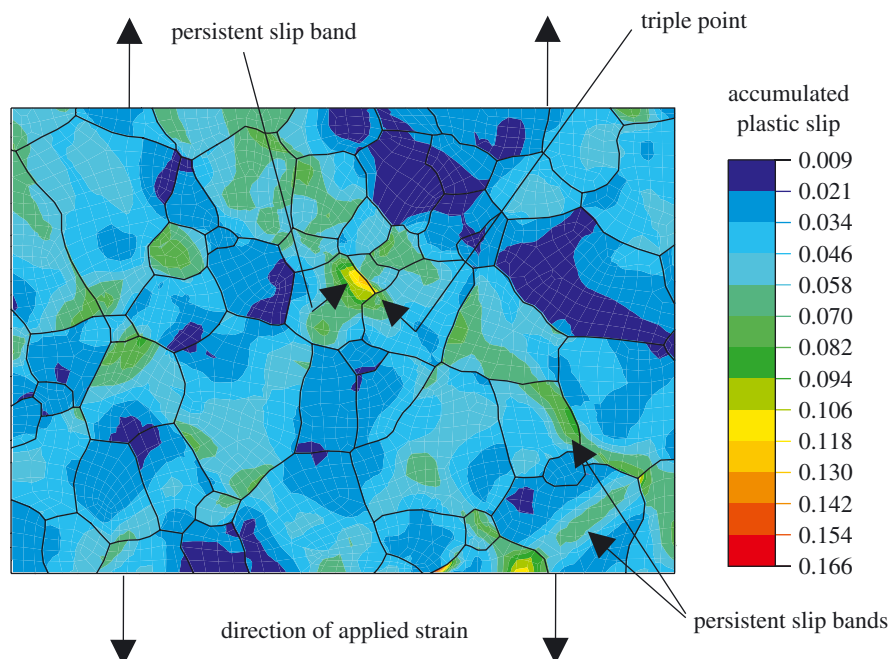 persistent slip band
triple point
accumulated
plastic slip
0.009
0.021
0.034
0.046
0.058
0.070
0.082
0.094
0.106
0.118
0.130
0.142
0.154
0.166
persistent slip bands
direction of applied strain